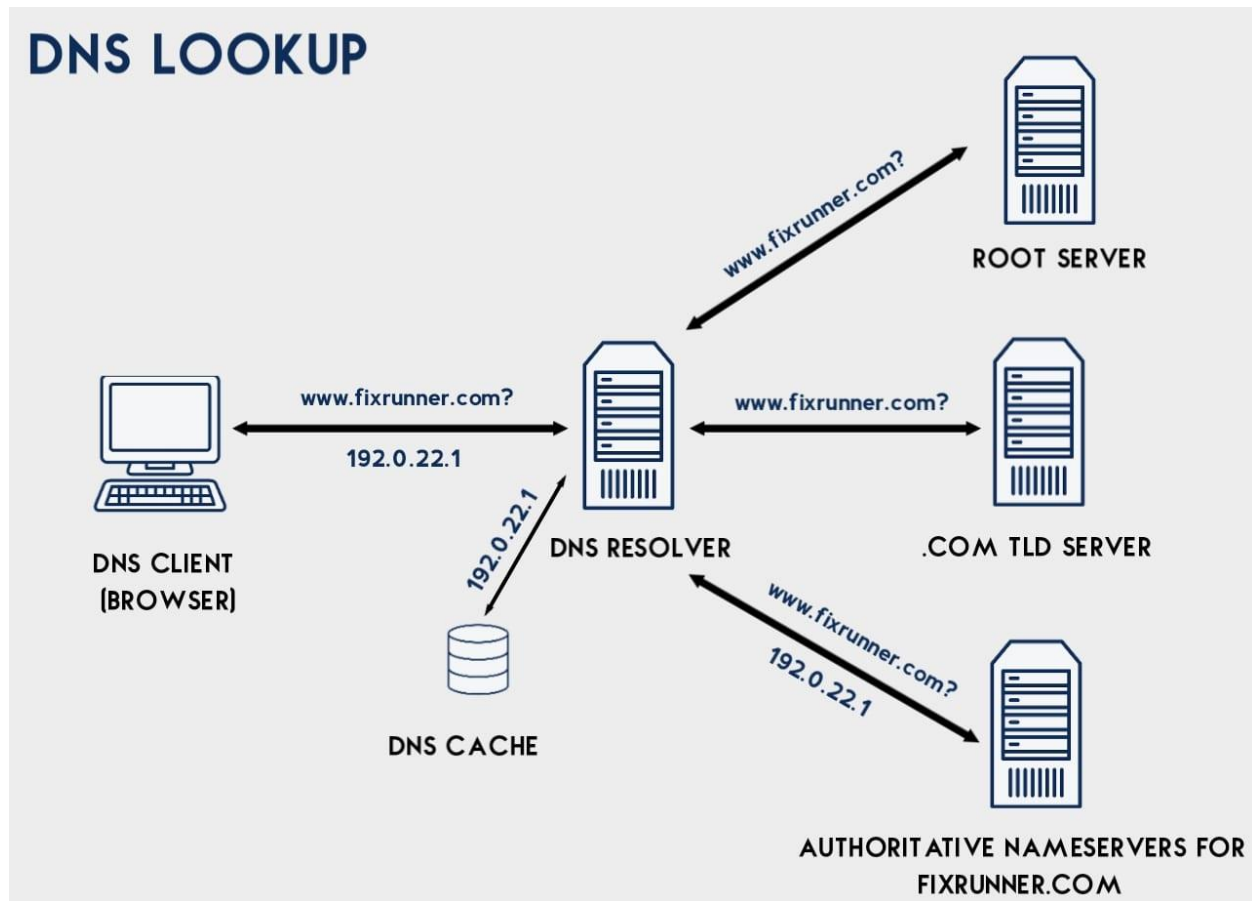 DNS LOOKUP
www.fixrunner.com?
ROOT SERVER
www.fixrunner.com?
192.0.22.1
www.fixrunner.com?
DNS CLIENT
(BROWSER)
192.0.22.1
DNS RESOLVER
.COM TLD SERVER
DNS CACHE
www.fixrunner.com?
192.0.22.1
AUTHORITATIVE NAMESERVERS FOR
FIXRUNNER.COM